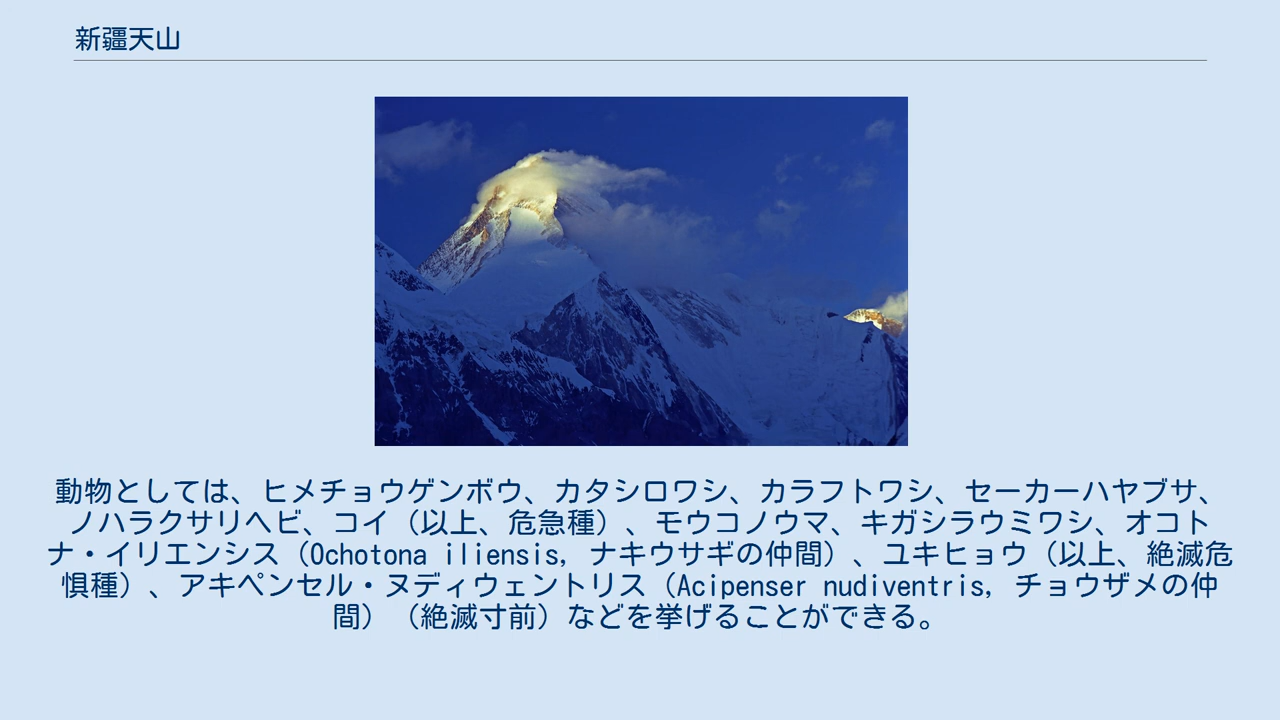 新疆天山
動物としては、ヒメチョウゲンボウ、カタシロワシ、カラフトワシ、セーカーハヤブサ、
ノハラクサリヘビ、コイ（以上、危急種）、モウコノウマ、キガシラウミワシ、オコト
ナ・イリエンシス（Ochotona iliensis, ナキウサギの仲間）、ユキヒョウ（以上、絶滅危
惧種）、アキペンセル・ヌディウェントリス（Acipenser nudiventris, チョウザメの仲
間）（絶滅寸前）などを挙げることができる。